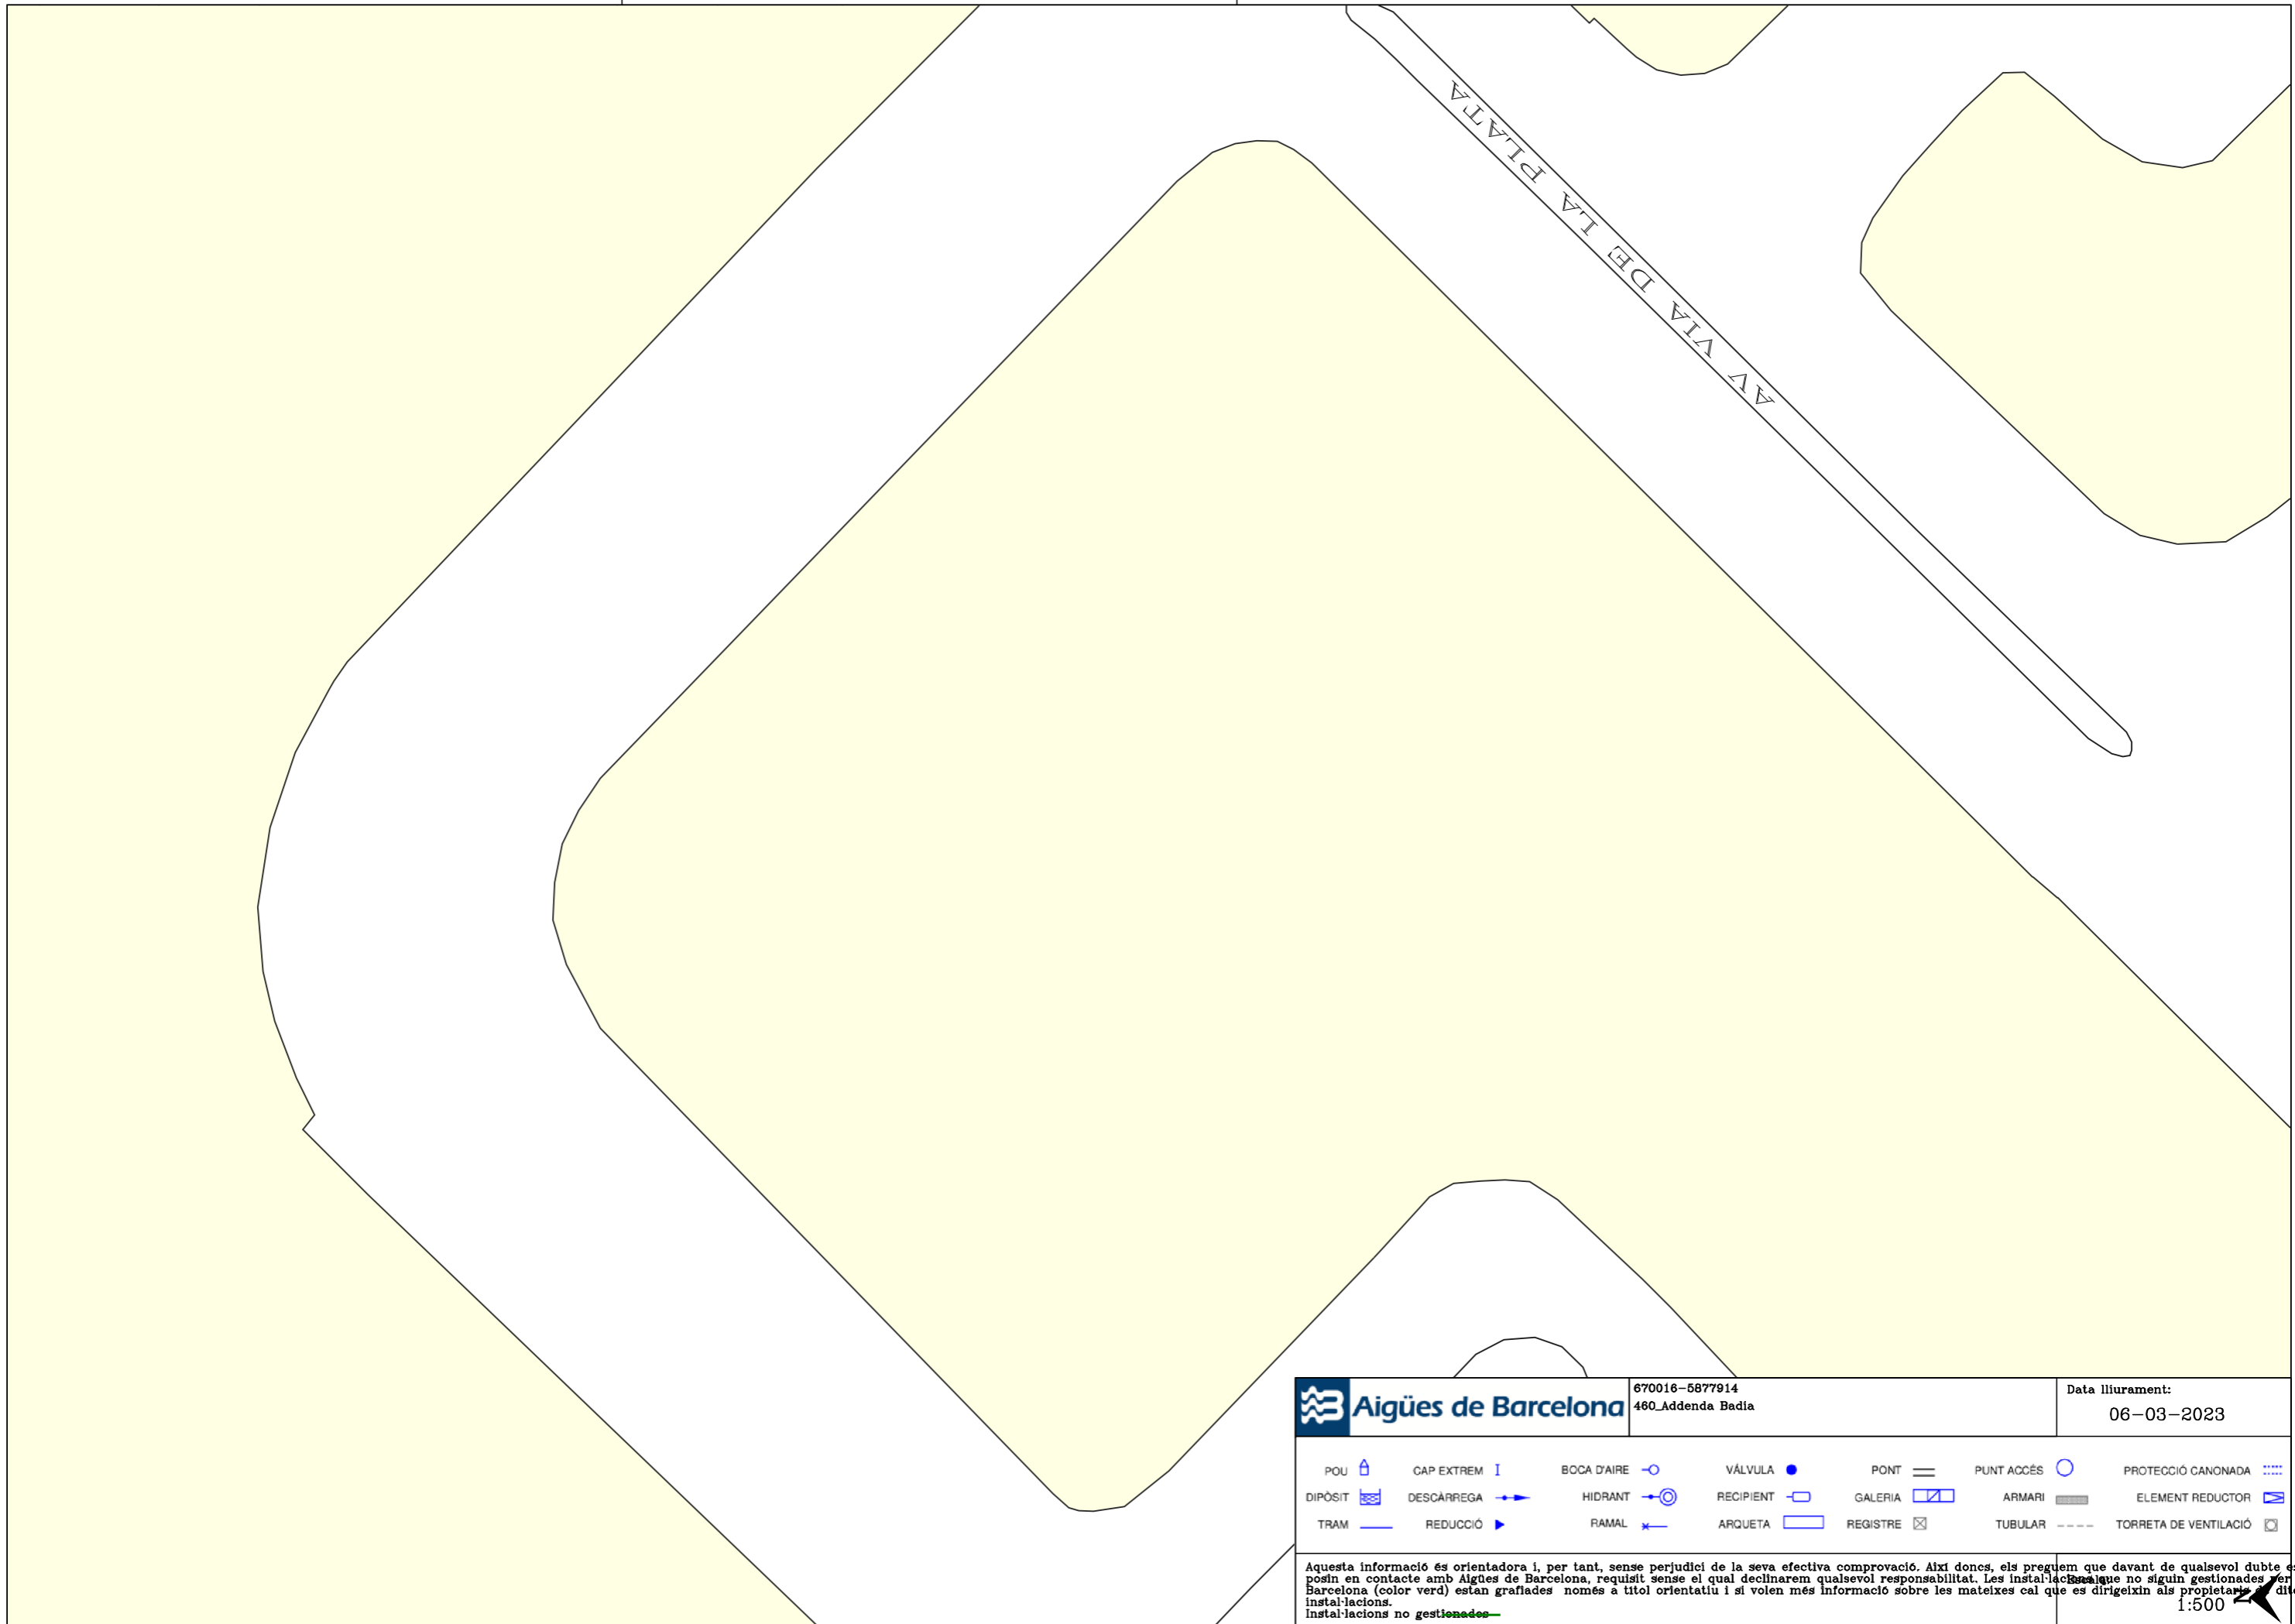 AV VIA DE LA PLATA
Aigües de Barcelona
670016-5877914
460_Addenda Badia
Data lliurament:
06-03-2023
POU CAP EXTREM BOCA D'AIRE VÁLVULA PONT PUNT ACCÉS PROTECCIÓ CANONADA
DIPÒSIT DESCÀRREGA HIDRANT RECIPIENT GALERIA ARMARI ELEMENT REDUCTOR
TRAM REDUCCIÓ RAMAL ARQUETA REGISTRE TUBULAR TORRETA DE VENTILACIÓ
Aquesta informació és orientadora i, per tant, sense perjudici de la seva efectiva comprovació. Així doncs, els preguem que davant de qualsevol dubte es
posin en contacte amb Aigües de Barcelona, requisit sense el qual declinarem qualsevol responsabilitat. Les instal·lacions que no siguin gestionades per
Barcelona (color verd) estan grafiades només a títol orientatiu i si volen més informació sobre les mateixes cal que es dirigeixin als propietaris de
instal·lacions.
Instal·lacions no gestionades
Escala:
1:500
N